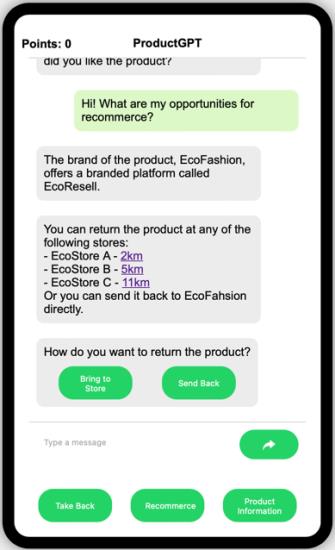 Points: 0 ProductGPT
did you like the product?
Hi! What are my opportunities for
recommerce?
The brand of the product, EcoFashion,
offers a branded platform called
EcoResell.
You can return the product at any of the
following stores:
- EcoStore A - 2km
- EcoStore B - 5km
- EcoStore C - 11km
Or you can send it back to EcoFahsion
directly.
How do you want to return the product?
Bring to
Store
Send Back
Type a message
Take Back
Recommerce
Product
Information